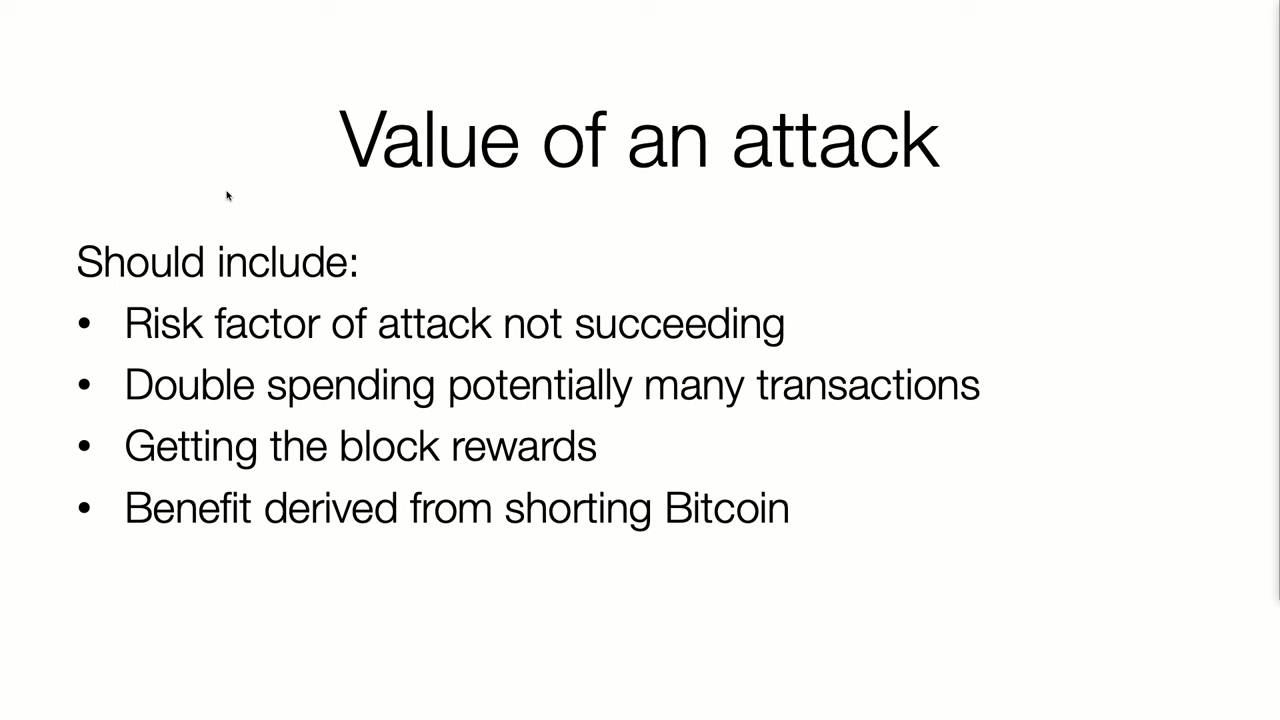 Value of an attack
Should include:
• Risk factor of attack not succeeding
• Double spending potentially many transactions
• Getting the block rewards
• Benefit derived from shorting Bitcoin